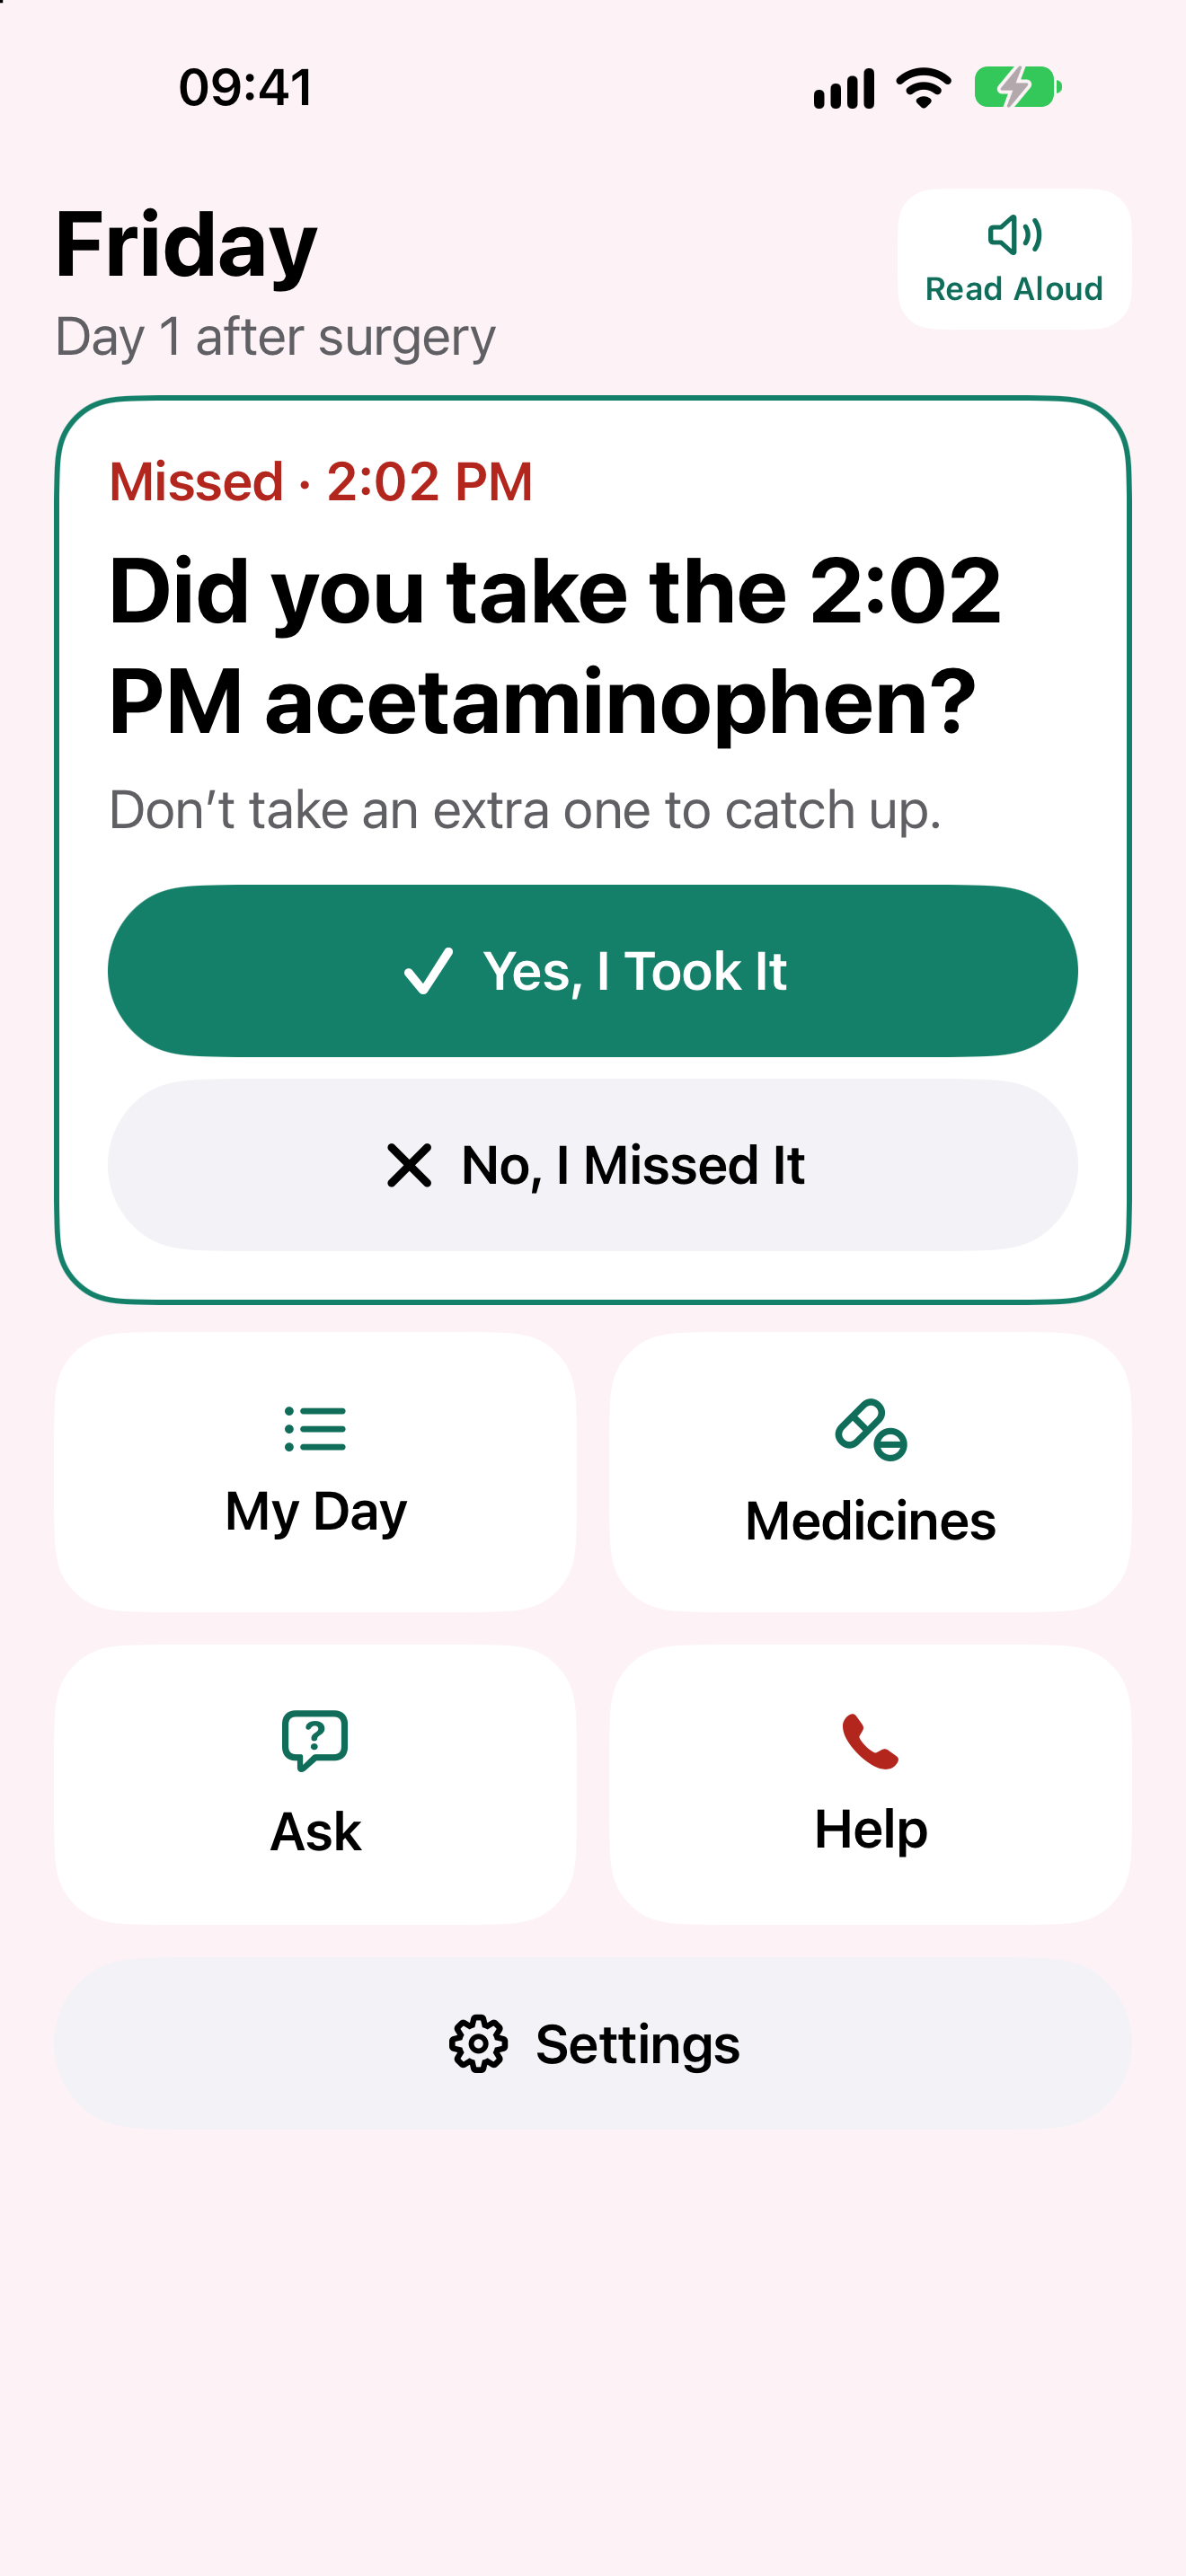 09:41
Friday
Read Aloud
Day 1 after surgery
Missed · 2:02 PM
Did you take the 2:02
PM acetaminophen?
Don’t take an extra one to catch up.
Yes, I Took It
No, I Missed It
My Day
Medicines
Ask
Help
Settings